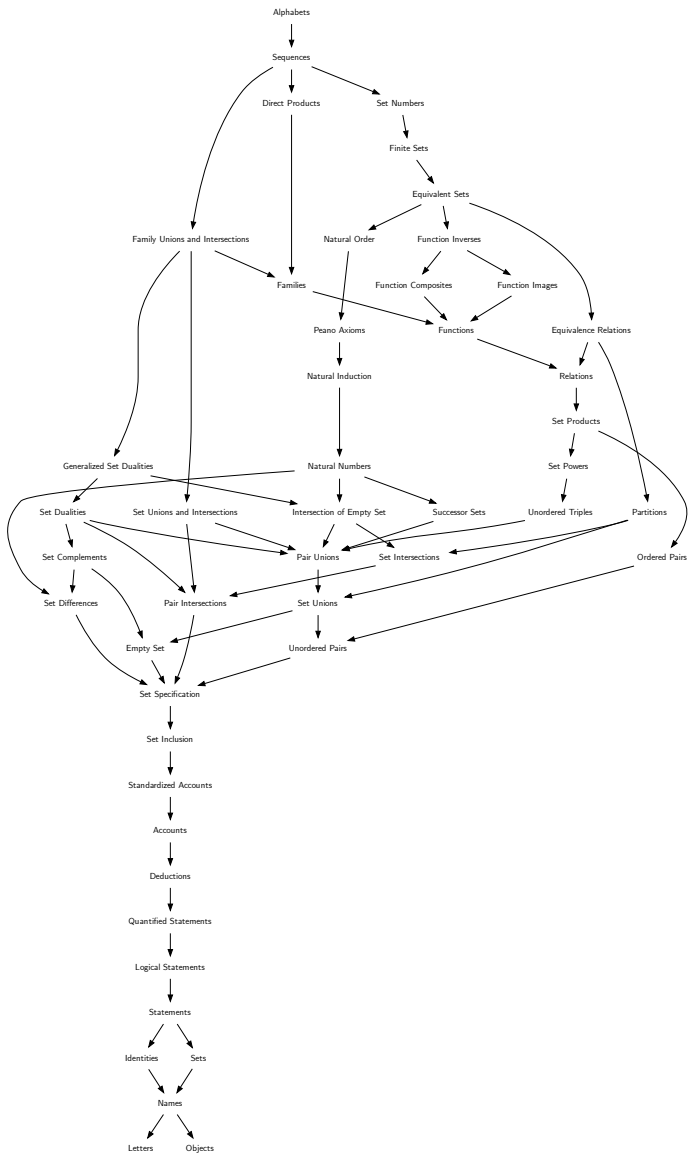 Alphabets
Sequences
Direct Products
Set Numbers
Finite Sets
Equivalent Sets
Family Unions and Intersections
Natural Order
Function Inverses
Families
Function Composites
Function Images
Peano Axioms
Functions
Equivalence Relations
Natural Induction
Relations
Set Products
Generalized Set Dualities
Natural Numbers
Set Powers
Set Dualities
Set Unions and Intersections
Intersection of Empty Set
Successor Sets
Unordered Triples
Partitions
Set Complements
Pair Unions
Set Intersections
Ordered Pairs
Set Differences
Pair Intersections
Set Unions
Empty Set
Unordered Pairs
Set Specification
Set Inclusion
Standardized Accounts
Accounts
Deductions
Quantified Statements
Logical Statements
Statements
Identities
Sets
Names
Letters
Objects